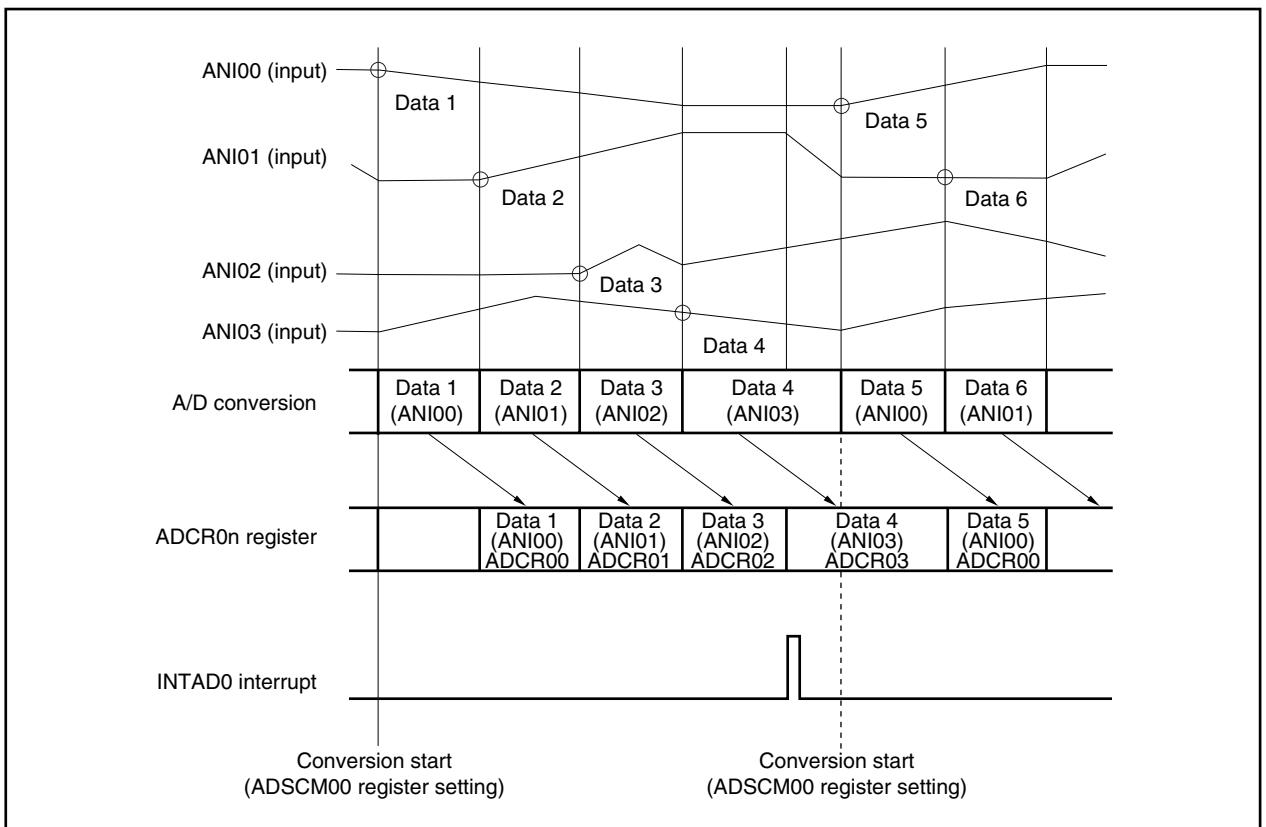 ANI00 (input)
Data 1
Data 5
ANI01 (input)
Data 2
Data 6
ANI02 (input)
Data 3
ANI03 (input)
Data 4
A/D conversion
Data 1
(ANI00)
Data 2
(ANI01)
Data 3
(ANI02)
Data 4
(ANI03)
Data 5
(ANI00)
Data 6
(ANI01)
ADCR0n register
Data 1
(ANI00)
ADCR00
Data 2
(ANI01)
ADCR01
Data 3
(ANI02)
ADCR02
Data 4
(ANI03)
ADCR03
Data 5
(ANI00)
ADCR00
INTAD0 interrupt
Conversion start
(ADSCM00 register setting)
Conversion start
(ADSCM00 register setting)